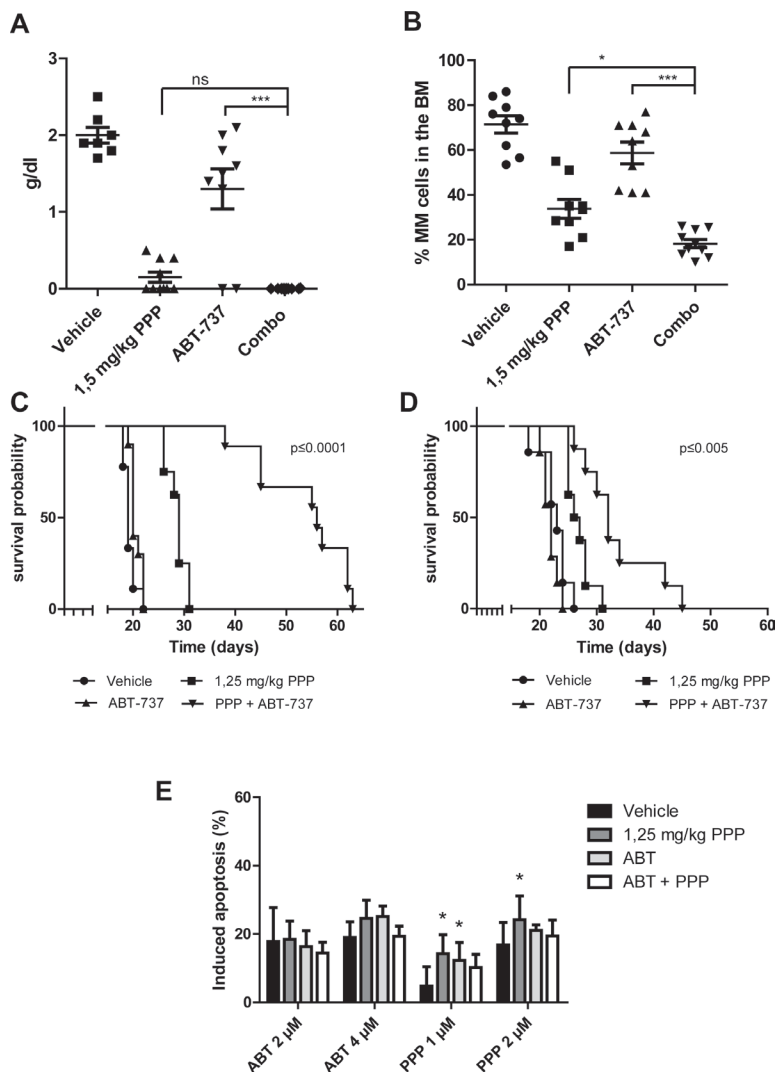 A
3
2
1
0
g/dl
ns
***
Vehicle
1,5 mg/kg PPP
ABT-737
Combo
B
100
80
60
40
20
0
% MM cells in the BM
*
***
Vehicle
1,5 mg/kg PPP
ABT-737
Combo
C
100
50
0
survival probability
p≤0.0001
20 30 40 50 60
Time (days)
Vehicle
1,25 mg/kg PPP
ABT-737
PPP + ABT-737
D
100
50
0
survival probability
p≤0.005
20 30 40 50 60
Time (days)
Vehicle
1,25 mg/kg PPP
ABT-737
PPP + ABT-737
E
60
40
20
0
Induced apoptosis (%)
* *
*
ABT 2 µM
ABT 4 µM
PPP 1 µM
PPP 2 µM
Vehicle
1,25 mg/kg PPP
ABT
ABT + PPP